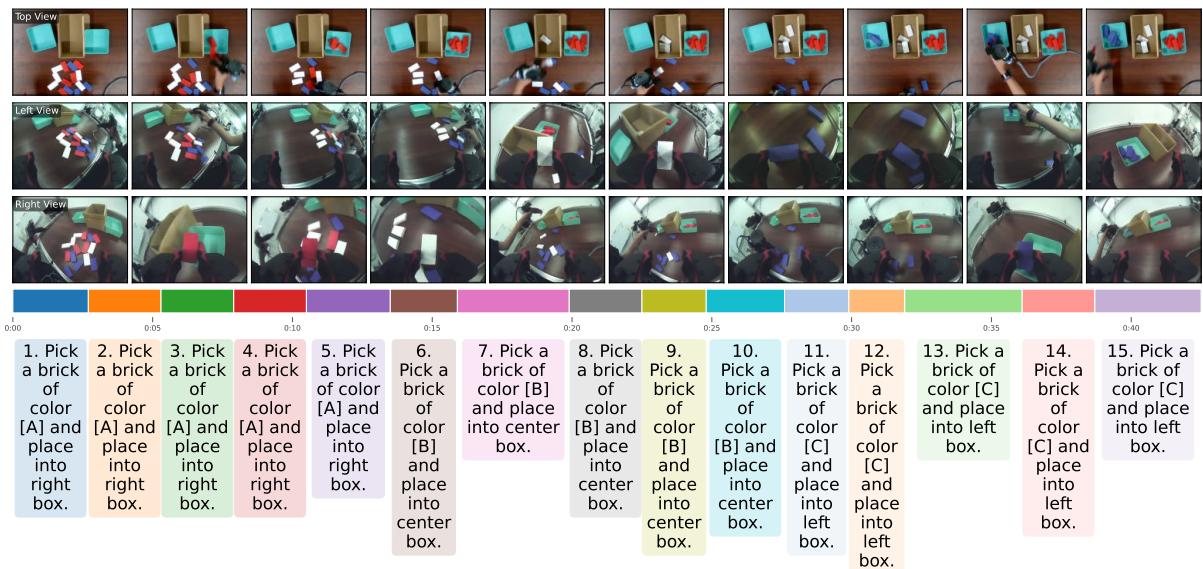 Top View
Left View
Right View
0:00
0:05
0:10
0:15
0:20
0:25
0:30
0:35
0:40
1. Pick
a brick
of
color
[A] and
place
into
right
box.
2. Pick
a brick
of
color
[A] and
place
into
right
box.
3. Pick
a brick
of
color
[A] and
place
into
right
box.
4. Pick
a brick
of
color
[A] and
place
into
right
box.
5. Pick
a brick
of color
[A] and
place
into
right
box.
6.
Pick a
brick
of
color
[B]
and
place
into
center
box.
7. Pick a
brick of
color [B]
and place
into center
box.
8. Pick
a brick
of
color
[B] and
place
into
center
box.
9.
Pick a
brick
of
color
[B]
and
place
into
center
box.
10.
Pick a
brick
of
color
[B] and
place
into
center
box.
11.
Pick a
brick
of
color
[C]
and
place
into
left
box.
12.
Pick
a
brick
of
color
[C]
and
place
into
left
box.
13. Pick a
brick of
color [C]
and place
into left
box.
14.
Pick a
brick
of
color
[C] and
place
into
left
box.
15. Pick a
brick of
color [C]
and place
into left
box.